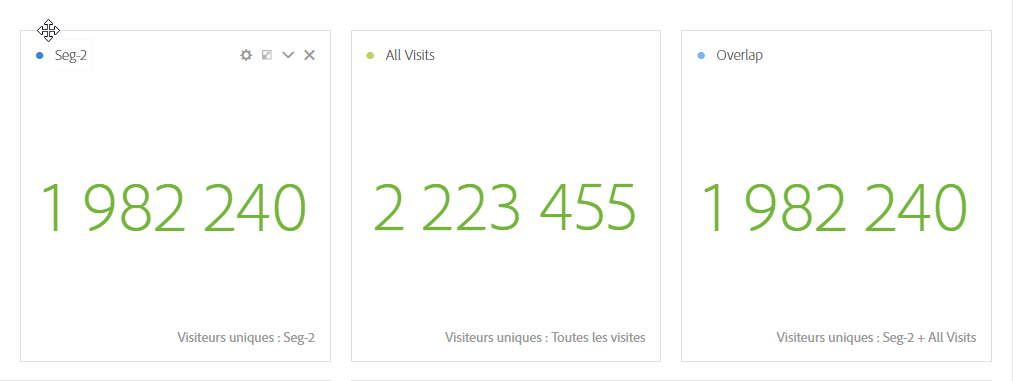 Seg-2
1 982 240
Visiteurs uniques : Seg-2
All Visits
2 223 455
Visiteurs uniques : Toutes les visites
Overlap
1 982 240
Visiteurs uniques : Seg-2 + All Visits